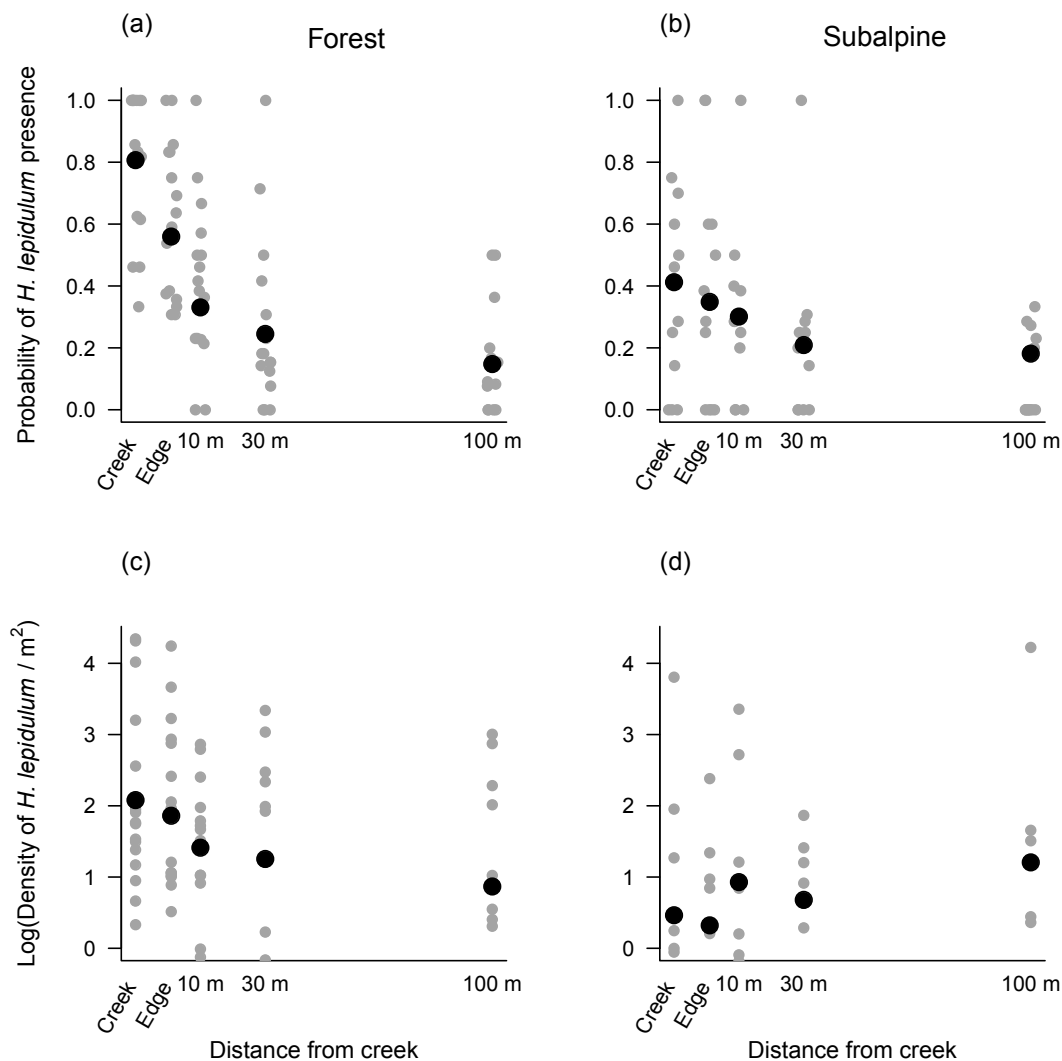 (a)
Forest
(b)
Subalpine
Probability of H. lepidulum presence
1.0
0.8
0.6
0.4
0.2
0.0
Creek
Edge
10 m
30 m
100 m
1.0
0.8
0.6
0.4
0.2
0.0
Creek
Edge
10 m
30 m
100 m
(c)
(d)
Log(Density of H. lepidulum / m²)
4
3
2
1
0
Creek
Edge
10 m
30 m
100 m
4
3
2
1
0
Creek
Edge
10 m
30 m
100 m
Distance from creek
Distance from creek